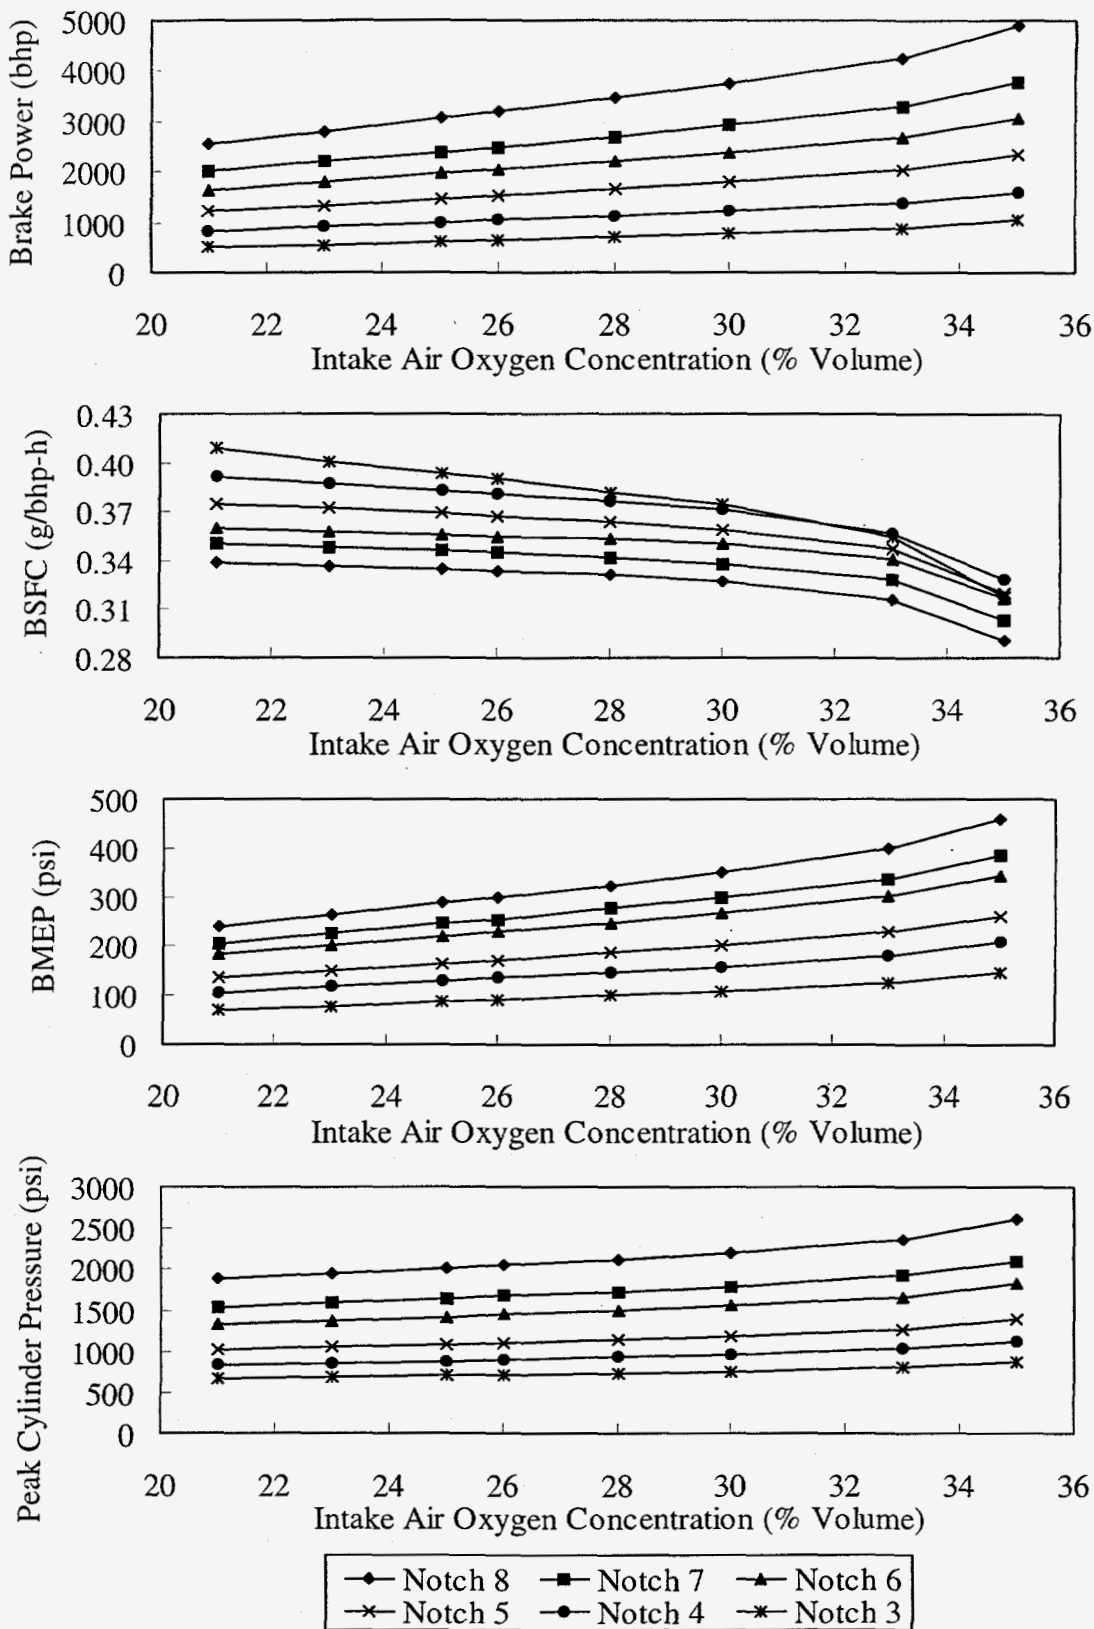 Brake Power (bhp)
5000
4000
3000
2000
1000
0
20 22 24 26 28 30 32 34 36
Intake Air Oxygen Concentration (% Volume)
BSFC (g/bhp-h)
0.43
0.40
0.37
0.34
0.31
0.28
20 22 24 26 28 30 32 34 36
Intake Air Oxygen Concentration (% Volume)
BMEP (psi)
500
400
300
200
100
0
20 22 24 26 28 30 32 34 36
Intake Air Oxygen Concentration (% Volume)
Peak Cylinder Pressure (psi)
3000
2500
2000
1500
1000
500
0
20 22 24 26 28 30 32 34 36
Intake Air Oxygen Concentration (% Volume)
Notch 8 Notch 7 Notch 6
Notch 5 Notch 4 Notch 3